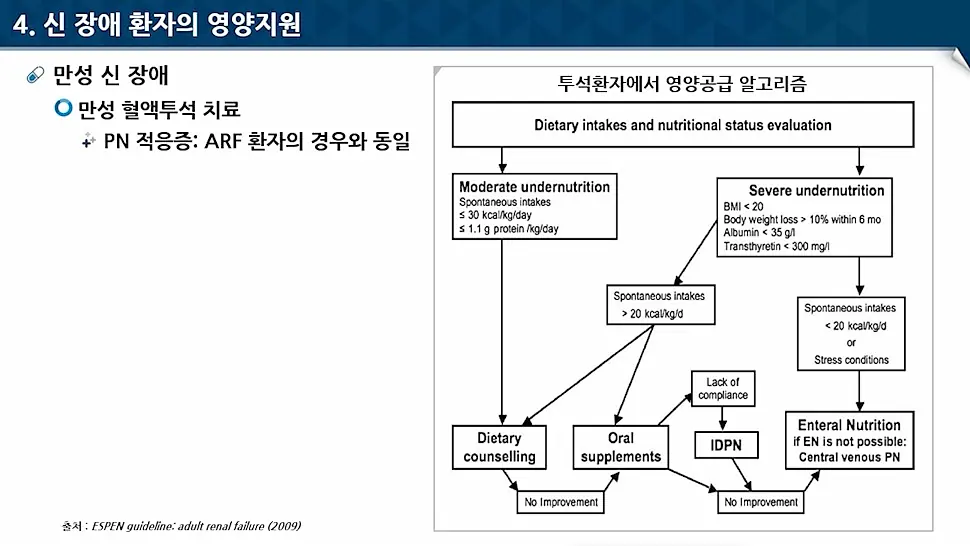 4. 신 장애 환자의 영양지원
만성 신 장애
만성 혈액투석 치료
PN 적응증: ARF 환자의 경우와 동일
투석환자에서 영양공급 알고리즘
Dietary intakes and nutritional status evaluation
Moderate undernutrition
Spontaneous intakes
≤ 30 kcal/kg/day
≤ 1.1 g protein /kg/day
Severe undernutrition
BMI < 20
Body weight loss > 10% within 6 mo
Albumin < 35 g/l
Transthyretin < 300 mg/l
Spontaneous intakes
> 20 kcal/kg/d
Spontaneous intakes
< 20 kcal/kg/d
or
Stress conditions
Lack of
compliance
Dietary
counselling
Oral
supplements
IDPN
Enteral Nutrition
if EN is not possible:
Central venous PN
No Improvement
No Improvement
출처 : ESPEN guideline: adult renal failure (2009)